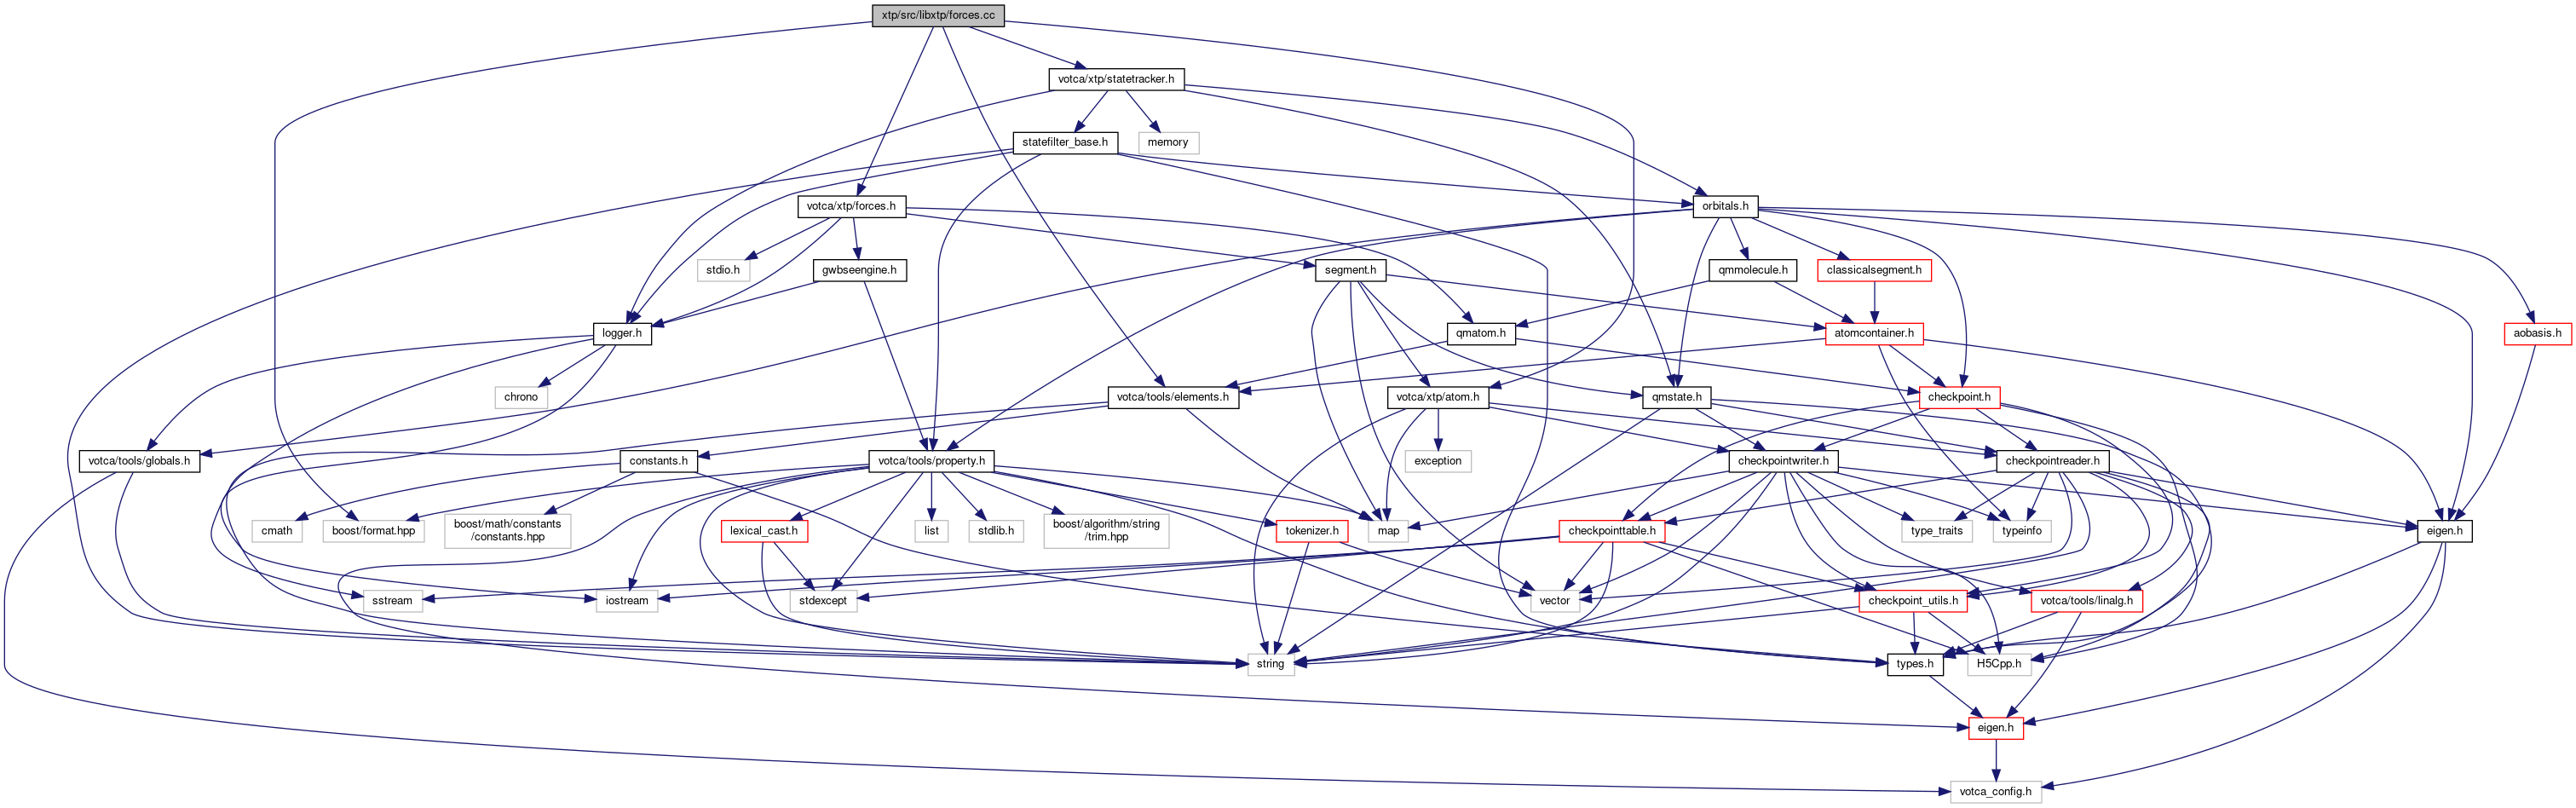 xtp/src/libxtp/forces.cc
votca/xtp/statetracker.h
statefilter_base.h
memory
votca/xtp/forces.h
orbitals.h
stdio.h
gwbseengine.h
segment.h
qmmolecule.h
classicalsegment.h
logger.h
qmatom.h
atomcontainer.h
aobasis.h
chrono
votca/tools/elements.h
votca/xtp/atom.h
qmstate.h
checkpoint.h
votca/tools/globals.h
constants.h
votca/tools/property.h
exception
checkpointwriter.h
checkpointreader.h
cmath
boost/format.hpp
boost/math/constants
/constants.hpp
lexical_cast.h
list
stdlib.h
boost/algorithm/string
/trim.hpp
tokenizer.h
map
checkpointtable.h
type_traits
typeinfo
eigen.h
sstream
iostream
stdexcept
vector
checkpoint_utils.h
votca/tools/linalg.h
string
types.h
H5Cpp.h
eigen.h
votca_config.h